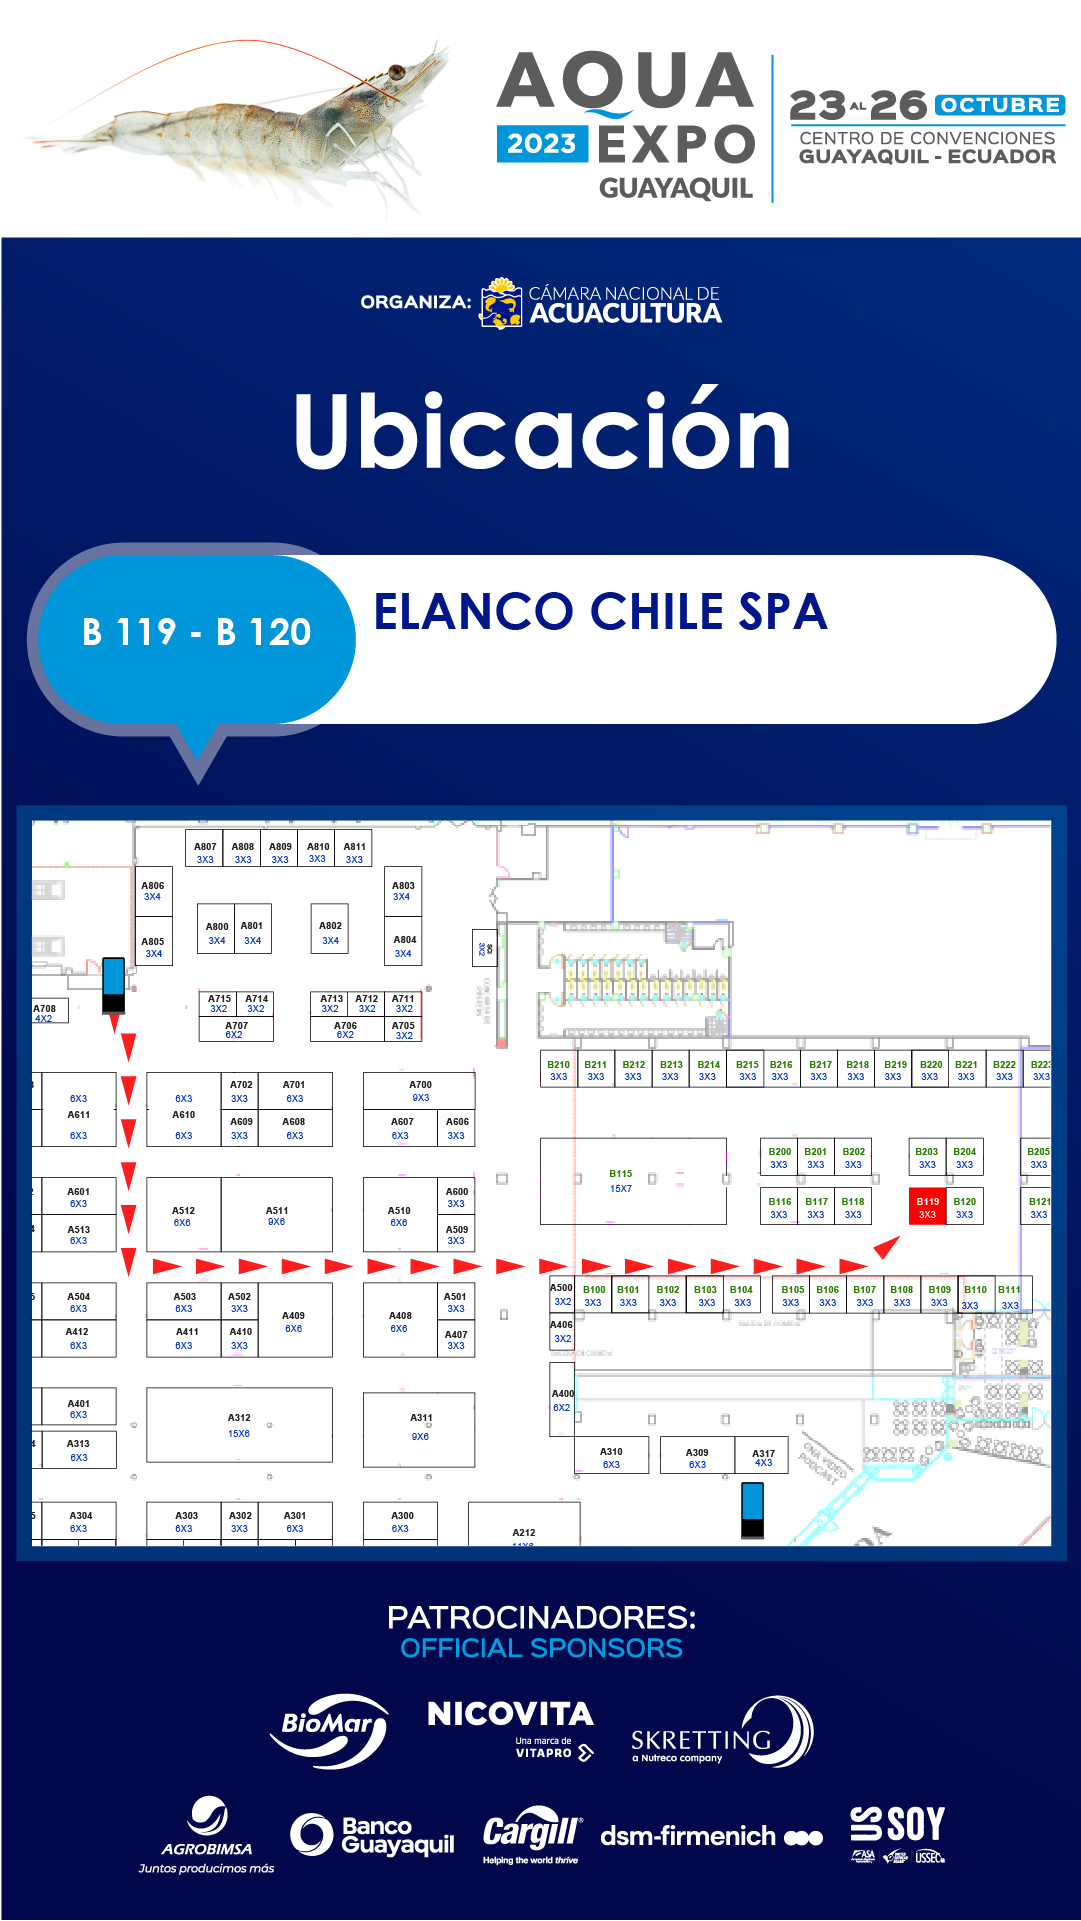 AQUA
2023 EXPO
GUAYAQUIL
23 AL 26 OCTUBRE
CENTRO DE CONVENCIONES
GUAYAQUIL - ECUADOR
ORGANIZA: CÁMARA NACIONAL DE
ACUACULTURA
Ubicación
B 119 - B 120
ELANCO CHILE SPA
A807 A808 A809 A810 A811
3X3 3X3 3X3 3X3 3X3
A806 A803
3X4 3X4
A800 A801 A802
3X4 3X4 3X4
A805 A804
3X4 3X4
3X2
A708
4X2
A715 A714 A713 A712 A711
3X2 3X2 3X2 3X2 3X2
A707 A706 A705
6X2 6X2 3X2
B210 B211 B212 B213 B214 B215 B216 B217 B218 B219 B220 B221 B222 B223
3X3 3X3 3X3 3X3 3X3 3X3 3X3 3X3 3X3 3X3 3X3 3X3 3X3 3X3
A702 A701 A700
6X3 6X3 3X3 6X3 9X3
A611 A610 A609 A608 A607 A606
6X3 6X3 3X3 6X3 6X3 3X3
B115
15X7
B200 B201 B202 B203 B204 B205
3X3 3X3 3X3 3X3 3X3 3X3
B116 B117 B118 B119 B120 B121
3X3 3X3 3X3 3X3 3X3 3X3
A601 A600
6X3 3X3
A512 A511 A510
6X6 9X6 6X6
A513 A509
6X3 3X3
A504 A503 A502 A501
6X3 6X3 3X3 3X3
A409 A408
6X6 6X6
A412 A411 A410 A407
6X3 6X3 3X3 3X3
A500 B100 B101 B102 B103 B104 B105 B106 B107 B108 B109 B110 B111
3X2 3X3 3X3 3X3 3X3 3X3 3X3 3X3 3X3 3X3 3X3 3X3 3X3
A406
3X2
A400
6X2
A401
6X3
A312 A311
15X6 9X6
A313
6X3
A310 A309 A317
6X3 6X3 4X3
UNA VIDEO
PODCAST
A304 A303 A302 A301 A300
6X3 6X3 3X3 6X3 6X3
A212
PATROCINADORES:
OFFICIAL SPONSORS
BioMar
NICOVITA
Una marca de
VITAPRO
SKRETTING
a Nutreco company
AGROBIMSA
Juntos producimos más
Banco
Guayaquil
Cargill®
Helping the world thrive
dsm-firmenich
US SOY
ASA
USSEC